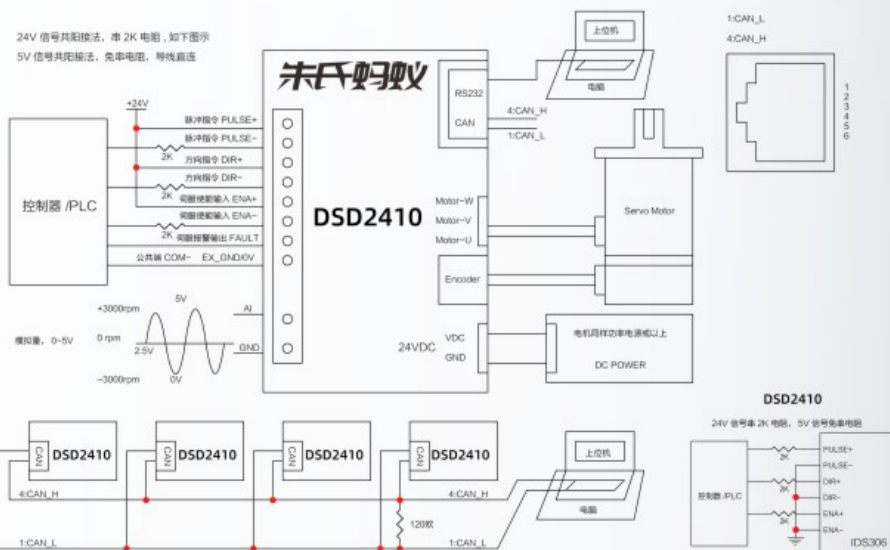 24V 信号共阳接法，串 2K 电阻 , 如下图示
5V 信号共阳接法，免串电阻，导线直连
+24V
控制器 /PLC
脉冲指令 PULSE+
脉冲指令 PULSE-
2K
方向指令 DIR+
方向指令 DIR-
2K
伺服使能输入 ENA+
伺服使能输入 ENA-
2K
伺服报警输出 FAULT
公共端 COM- EX_GND/0V
模拟量， 0~5V
+3000rpm
0 rpm
-3000rpm
5V
2.5V
0V
AI
GND
朱氏蚂蚁
DSD2410
RS232
CAN
上位机
电脑
4:CAN_H
1:CAN_L
Motor-W
Motor-V
Motor-U
Servo Motor
Encoder
24VDC
VDC
GND
电机同样功率电源或以上
DC POWER
1:CAN_L
4:CAN_H
1
2
3
4
5
6
CAN
DSD2410
CAN
DSD2410
CAN
DSD2410
CAN
DSD2410
4:CAN_H
4:CAN_H
120欧
1:CAN_L
1:CAN_L
上位机
电脑
DSD2410
24V 信号串 2K 电阻， 5V 信号免串电阻
控制器 /PLC
2K
2K
2K
PULSE+
PULSE-
DIR+
DIR-
ENA+
ENA-
IDS306